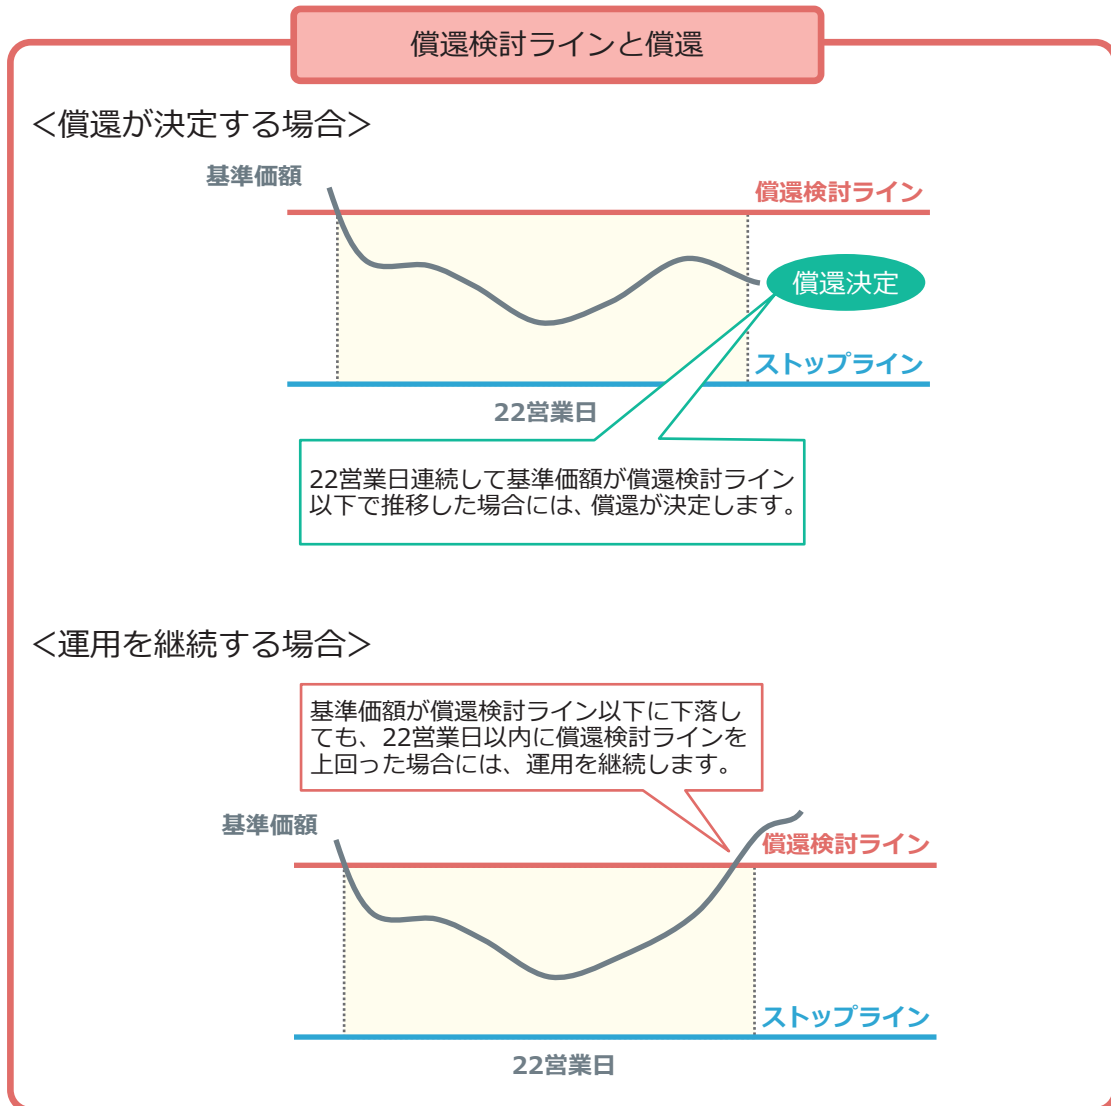 償還検討ラインと償還
＜償還が決定する場合＞
基準価額
償還検討ライン
償還決定
ストップライン
22営業日
22営業日連続して基準価額が償還検討ライン
以下で推移した場合には、償還が決定します。
＜運用を継続する場合＞
基準価額が償還検討ライン以下に下落し
ても、22営業日以内に償還検討ラインを
上回った場合には、運用を継続します。
基準価額
償還検討ライン
ストップライン
22営業日